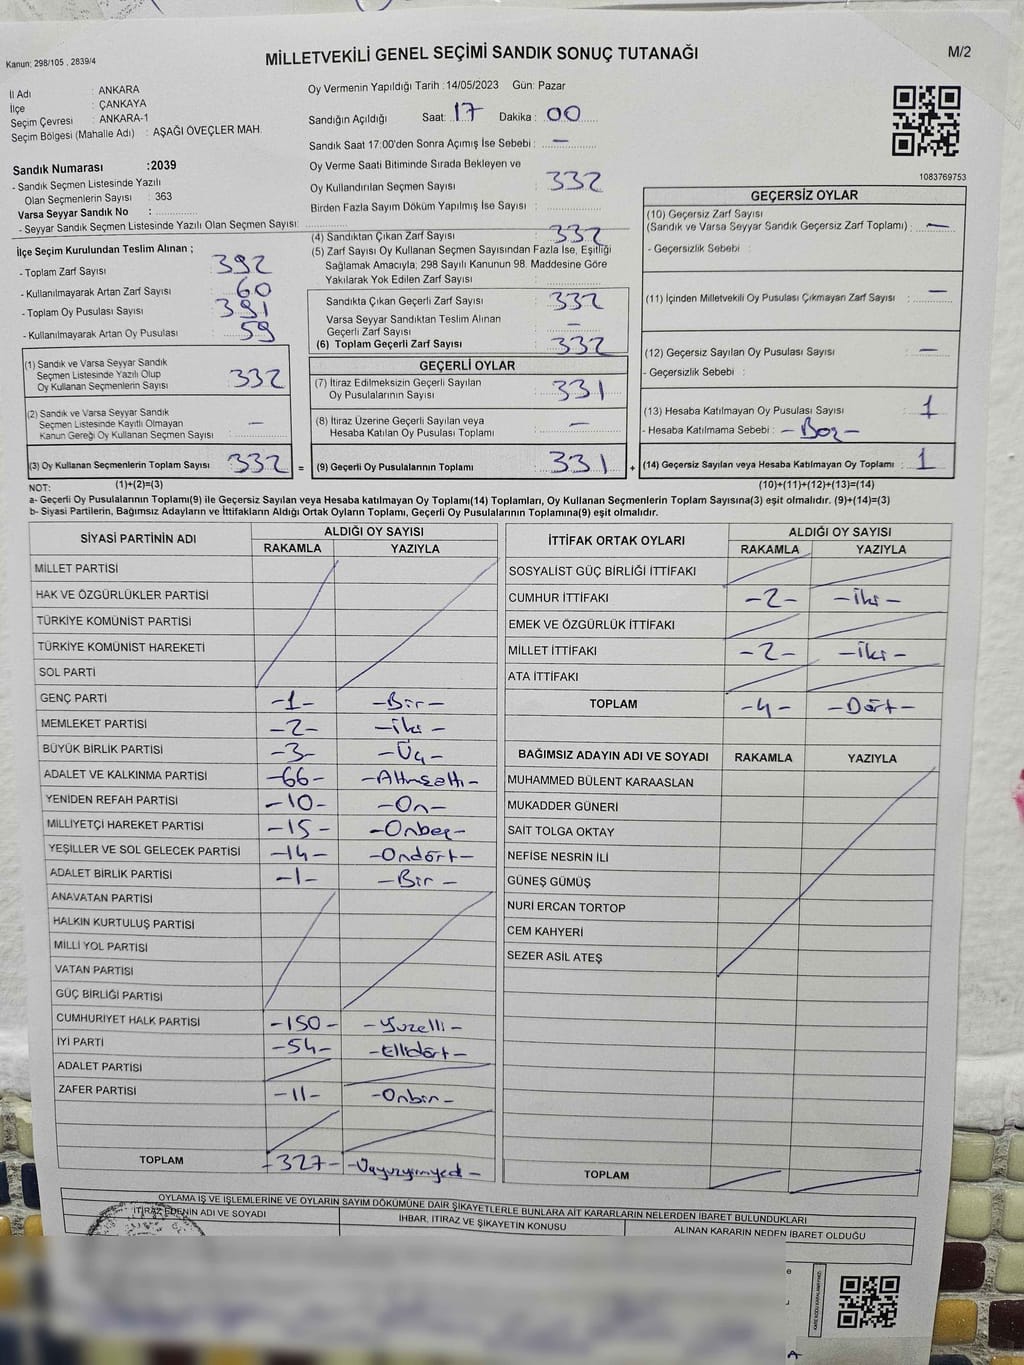 Kanun: 298/105 , 2839/4
MİLLETVEKİLİ GENEL SEÇİMİ SANDIK SONUÇ TUTANAĞI
M/2
İl Adı : ANKARA
İlçe : ÇANKAYA
Seçim Çevresi : ANKARA-1
Seçim Bölgesi (Mahalle Adı) : AŞAĞI ÖVEÇLER MAH.
Sandık Numarası :2039
- Sandık Seçmen Listesinde Yazılı
Olan Seçmenlerin Sayısı : 363
Varsa Seyyar Sandık No :
- Seyyar Sandık Seçmen Listesinde Yazılı Olan Seçmen Sayısı:
Oy Vermenin Yapıldığı Tarih :14/05/2023 Gün: Pazar
Sandığın Açıldığı Saat: 17 Dakika : 00
Sandık Saat 17:00'den Sonra Açımış İse Sebebi : —
Oy Verme Saati Bitiminde Sırada Bekleyen ve
Oy Kullandırılan Seçmen Sayısı : 332
Birden Fazla Sayım Döküm Yapılmış İse Sayısı :
1083769753
İlçe Seçim Kurulundan Teslim Alınan ;
- Toplam Zarf Sayısı : 392
- Kullanılmayarak Artan Zarf Sayısı : 60
- Toplam Oy Pusulası Sayısı : 391
- Kullanılmayarak Artan Oy Pusulası : 59
(4) Sandıktan Çıkan Zarf Sayısı : 332
(5) Zarf Sayısı Oy Kullanan Seçmen Sayısından Fazla İse, Eşitliği
Sağlamak Amacıyla; 298 Sayılı Kanunun 98. Maddesine Göre
Yakılarak Yok Edilen Zarf Sayısı :
Sandıkta Çıkan Geçerli Zarf Sayısı : 332
Varsa Seyyar Sandıktan Teslim Alınan
Geçerli Zarf Sayısı : —
(6) Toplam Geçerli Zarf Sayısı : 332
GEÇERSİZ OYLAR
(10) Geçersiz Zarf Sayısı
(Sandık ve Varsa Seyyar Sandık Geçersiz Zarf Toplamı) : —
- Geçersizlik Sebebi :
(11) İçinden Milletvekili Oy Pusulası Çıkmayan Zarf Sayısı : —
(12) Geçersiz Sayılan Oy Pusulası Sayısı : —
- Geçersizlik Sebebi :
(13) Hesaba Katılmayan Oy Pusulası Sayısı : 1
- Hesaba Katılmama Sebebi : -Boş-
(1) Sandık ve Varsa Seyyar Sandık
Seçmen Listesinde Yazılı Olup
Oy Kullanan Seçmenlerin Sayısı : 332
(2) Sandık ve Varsa Seyyar Sandık
Seçmen Listesinde Kayıtlı Olmayan
Kanun Gereği Oy Kullanan Seçmen Sayısı : —
GEÇERLİ OYLAR
(7) İtiraz Edilmeksizin Geçerli Sayılan
Oy Pusulalarının Sayısı : 331
(8) İtiraz Üzerine Geçerli Sayılan veya
Hesaba Katılan Oy Pusulası Toplamı : —
(3) Oy Kullanan Seçmenlerin Toplam Sayısı : 332 = (9) Geçerli Oy Pusulalarının Toplamı : 331 + (14) Geçersiz Sayılan veya Hesaba Katılmayan Oy Toplamı : 1
NOT: (1)+(2)=(3) (10)+(11)+(12)+(13)=(14)
a- Geçerli Oy Pusulalarının Toplamı(9) ile Geçersiz Sayılan veya Hesaba katılmayan Oy Toplamı(14) Toplamları, Oy Kullanan Seçmenlerin Toplam Sayısına(3) eşit olmalıdır. (9)+(14)=(3)
b- Siyasi Partilerin, Bağımsız Adayların ve İttifakların Aldığı Ortak Oyların Toplamı, Geçerli Oy Pusulalarının Toplamına(9) eşit olmalıdır.
SİYASİ PARTİNİN ADI ALDIĞI OY SAYISI
RAKAMLA YAZIYLA
MİLLET PARTİSİ
HAK VE ÖZGÜRLÜKLER PARTİSİ
TÜRKİYE KOMÜNİST PARTİSİ
TÜRKİYE KOMÜNİST HAREKETİ
SOL PARTİ
GENÇ PARTİ -1- -Bir-
MEMLEKET PARTİSİ -2- -İki-
BÜYÜK BİRLİK PARTİSİ -3- -Üç-
ADALET VE KALKINMA PARTİSİ -66- -Altmışaltı-
YENİDEN REFAH PARTİSİ -10- -On-
MİLLİYETÇİ HAREKET PARTİSİ -15- -Onbeş-
YEŞİLLER VE SOL GELECEK PARTİSİ -14- -Ondört-
ADALET BİRLİK PARTİSİ -1- -Bir-
ANAVATAN PARTİSİ
HALKIN KURTULUŞ PARTİSİ
MİLLİ YOL PARTİSİ
VATAN PARTİSİ
GÜÇ BİRLİĞİ PARTİSİ
CUMHURİYET HALK PARTİSİ -150- -Yüzelli-
İYİ PARTİ -54- -Ellidört-
ADALET PARTİSİ
ZAFER PARTİSİ -11- -Onbir-
TOPLAM -327- -Üçyüzyirmiyedi-
İTTİFAK ORTAK OYLARI ALDIĞI OY SAYISI
RAKAMLA YAZIYLA
SOSYALİST GÜÇ BİRLİĞİ İTTİFAKI
CUMHUR İTTİFAKI -2- -İki-
EMEK VE ÖZGÜRLÜK İTTİFAKI
MİLLET İTTİFAKI -2- -İki-
ATA İTTİFAKI
TOPLAM -4- -Dört-
BAĞIMSIZ ADAYIN ADI VE SOYADI RAKAMLA YAZIYLA
MUHAMMED BÜLENT KARAASLAN
MUKADDER GÜNERİ
SAİT TOLGA OKTAY
NEFİSE NESRİN İLİ
GÜNEŞ GÜMÜŞ
NURİ ERCAN TORTOP
CEM KAHYERİ
SEZER ASİL ATEŞ
TOPLAM
OYLAMA İŞ VE İŞLEMLERİNE VE OYLARIN SAYIM DÖKÜMÜNE DAİR ŞİKAYETLERLE BUNLARA AİT KARARLARIN NELERDEN İBARET BULUNDUKLARI
İTİRAZ EDENİN ADI VE SOYADI İHBAR, İTİRAZ VE ŞİKAYETİN KONUSU ALINAN KARARIN NEDEN İBARET OLDUĞU